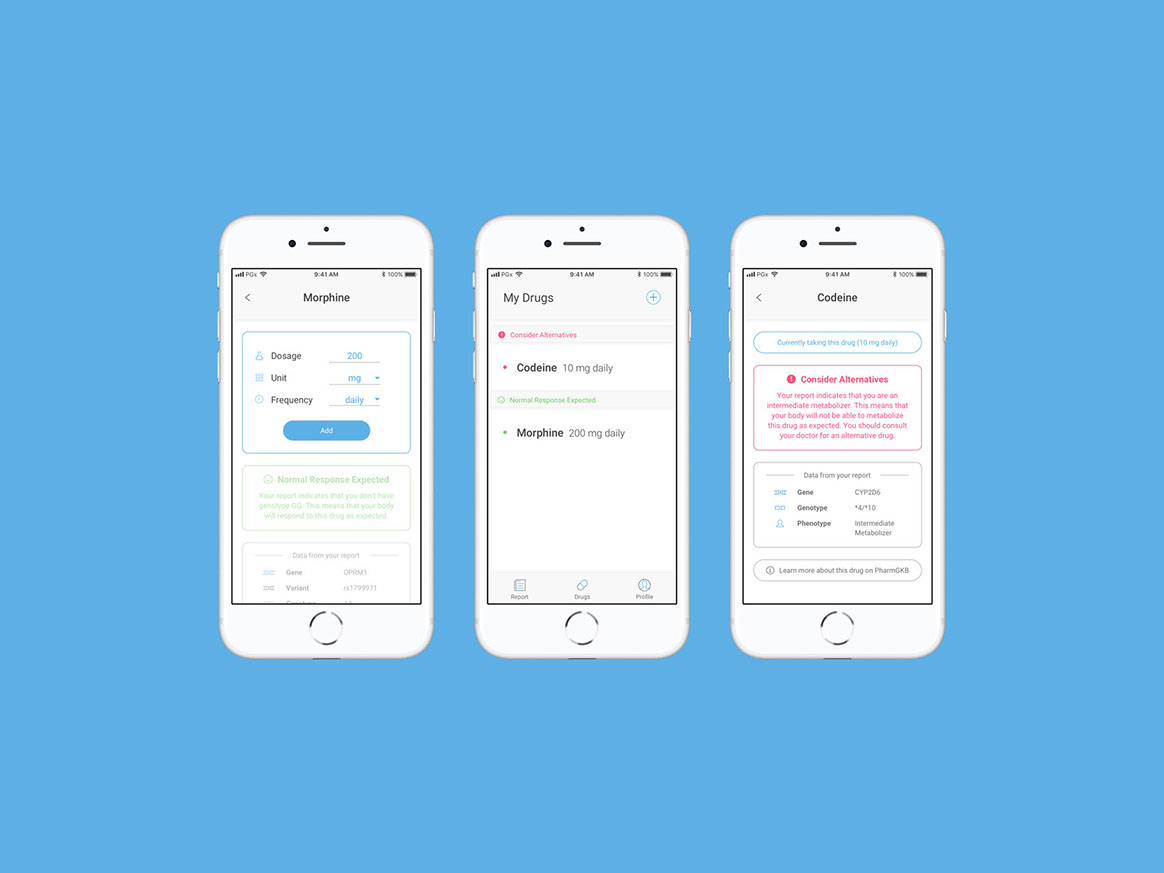 PGx 9:41 AM 100%
Morphine
Dosage 200
Unit mg
Frequency daily
Add
Normal Response Expected
Your report indicates that you don't have
genotype GG. This means that your body
will respond to this drug as expected.
Data from your report
Gene OPRM1
Variant rs1799971
PGx 9:41 AM 100%
My Drugs
Consider Alternatives
Codeine 10 mg daily
Normal Response Expected
Morphine 200 mg daily
Report Drugs Profile
PGx 9:41 AM 100%
Codeine
Currently taking this drug (10 mg daily)
Consider Alternatives
Your report indicates that you are an
intermediate metabolizer. This means that
your body will not be able to metabolize
this drug as expected. You should consult
your doctor for an alternative drug.
Data from your report
Gene CYP2D6
Genotype *4/*10
Phenotype Intermediate
Metabolizer
Learn more about this drug on PharmGKB